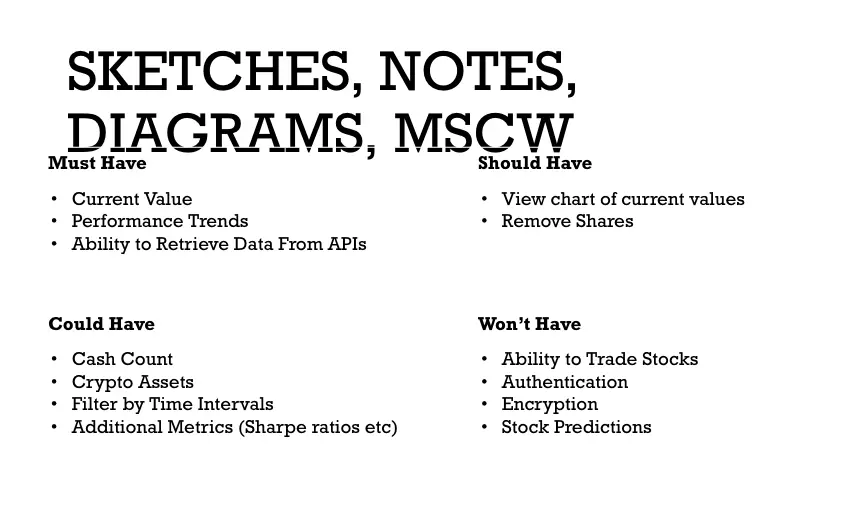 SKETCHES, NOTES,
DIAGRAMS, MSCW
Must Have
• Current Value
• Performance Trends
• Ability to Retrieve Data From APIs
Should Have
• View chart of current values
• Remove Shares
Could Have
• Cash Count
• Crypto Assets
• Filter by Time Intervals
• Additional Metrics (Sharpe ratios etc)
Won’t Have
• Ability to Trade Stocks
• Authentication
• Encryption
• Stock Predictions